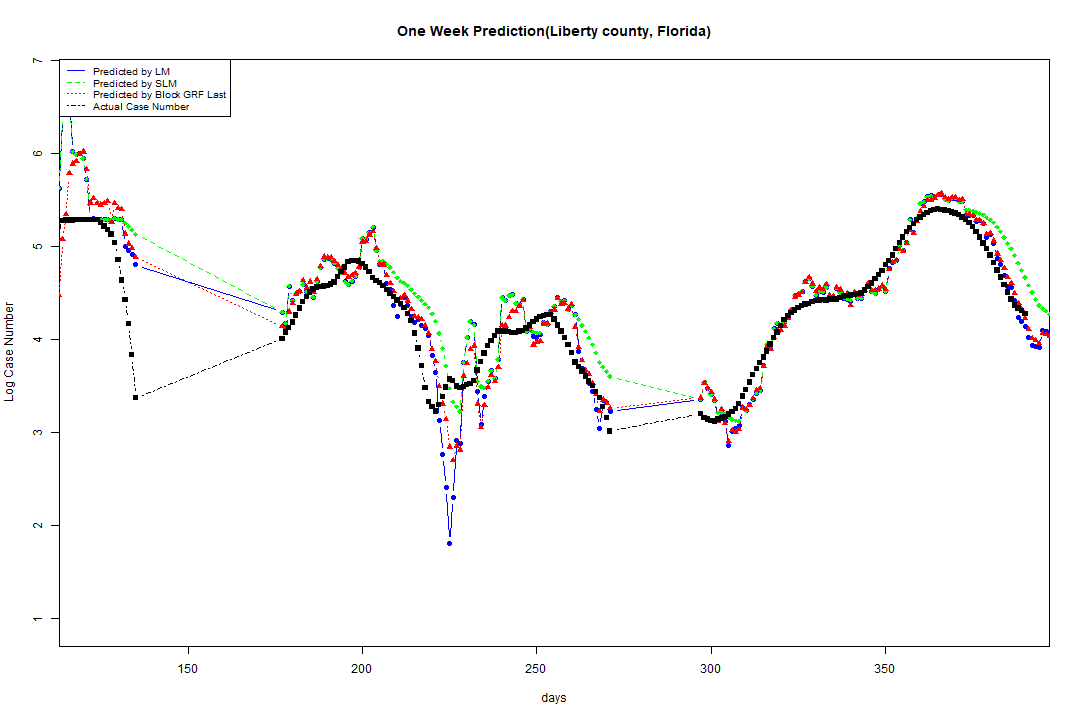 One Week Prediction(Liberty county, Florida)
Predicted by LM
Predicted by SLM
Predicted by Block GRF Last
Actual Case Number
7
6
5
4
3
2
1
Log Case Number
150 200 250 300 350
days